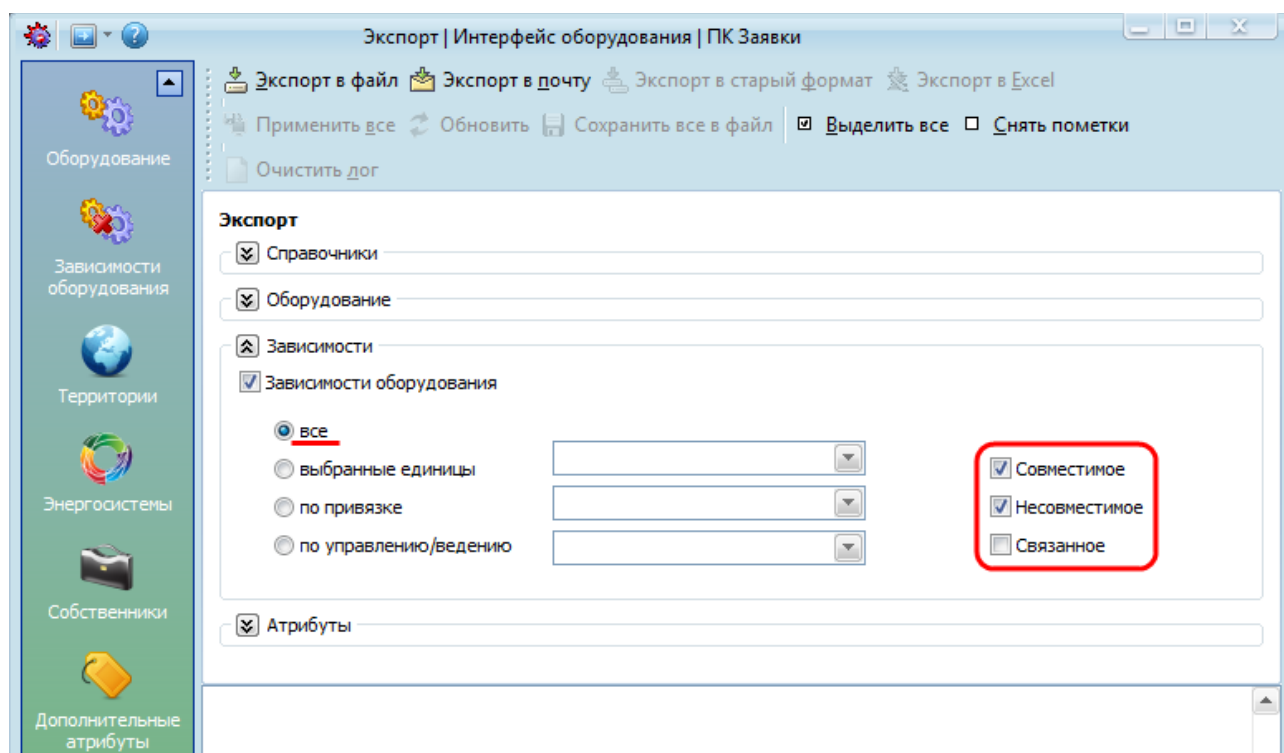 Экспорт | Интерфейс оборудования | ПК Заявки
Экспорт в файл Экспорт в почту Экспорт в старый формат Экспорт в Excel
Применить все Обновить Сохранить все в файл Выделить все Снять пометки
Очистить лог
Оборудование
Зависимости
оборудования
Территории
Энергосистемы
Собственники
Дополнительные
атрибуты
Экспорт
Справочники
Оборудование
Зависимости
Зависимости оборудования
все
выбранные единицы
по привязке
по управлению/ведению
Совместимое
Несовместимое
Связанное
Атрибуты